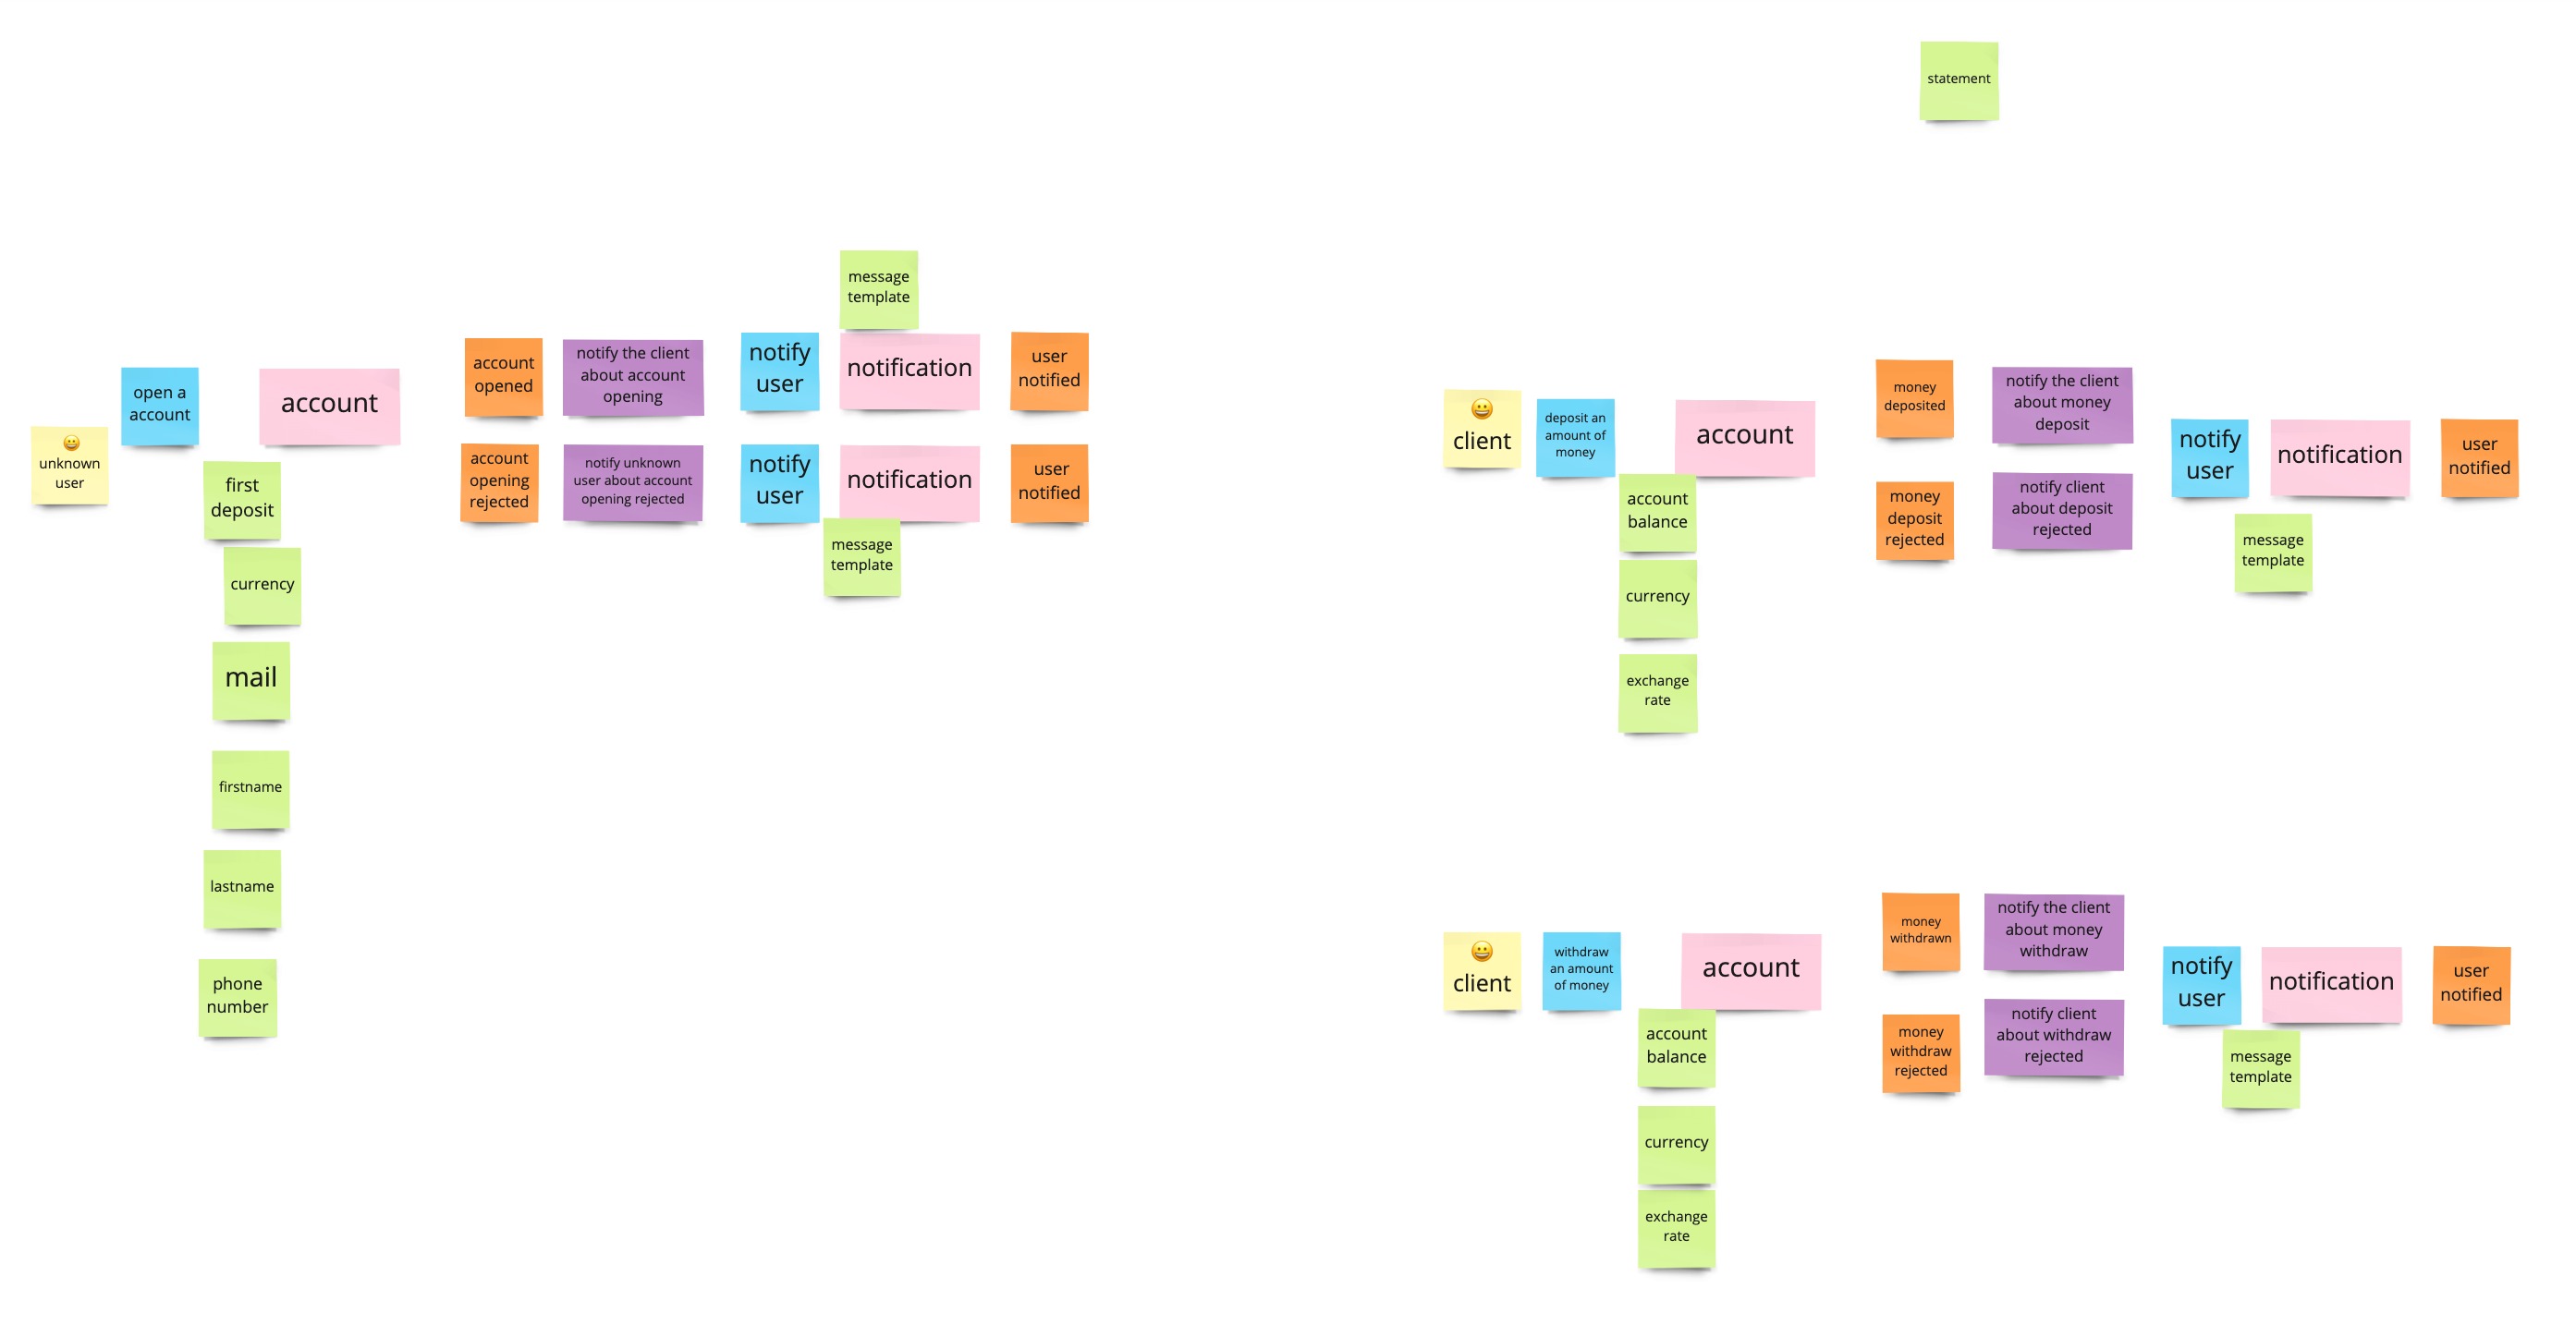 statement
message
template
unknown
user
open a
account
account
first
deposit
currency
mail
firstname
lastname
phone
number
account
opened
notify the client
about account
opening
notify
user
notification
user
notified
account
opening
rejected
notify unknown
user about account
opening rejected
notify
user
notification
user
notified
message
template
client
deposit an
amount of
money
account
account
balance
currency
exchange
rate
money
deposited
notify the client
about money
deposit
money
deposit
rejected
notify client
about deposit
rejected
notify
user
notification
user
notified
message
template
client
withdraw
an amount
of money
account
account
balance
currency
exchange
rate
money
withdrawn
notify the client
about money
withdraw
money
withdraw
rejected
notify client
about withdraw
rejected
notify
user
notification
user
notified
message
template